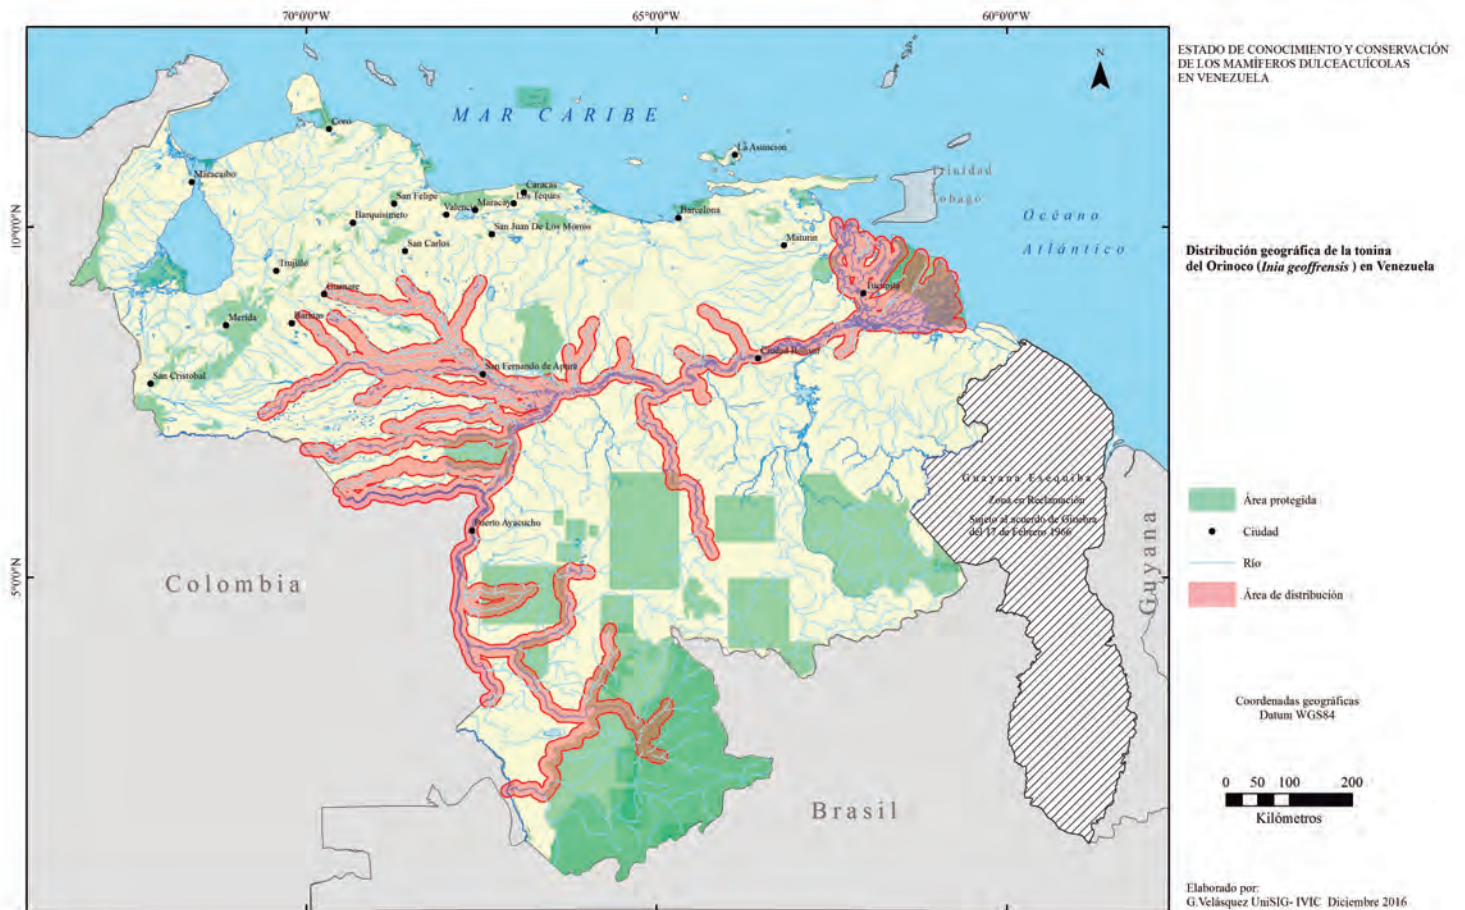 70°0'0"W
65°0'0"W
60°0'0"W
10°0'0"N
5°0'0"N
N
MAR CARIBE
Océano
Atlántico
Trinidad
Tobago
Coro
La Asuncion
Maracaibo
Caracas
Los Teques
San Felipe
Maracay
Valencia
Barquisimeto
Barcelona
San Juan De Los Morros
San Carlos
Maturin
Trujillo
Guanare
Tucupita
Merida
Barinas
Ciudad Bolivar
San Cristobal
San Fernando de Apure
Puerto Ayacucho
Guayana Esequiba
Zona en Reclamación
Sujeto al acuerdo de Ginebra
del 17 de Febrero 1966
Colombia
Brasil
Guyana
ESTADO DE CONOCIMIENTO Y CONSERVACIÓN
DE LOS MAMÍFEROS DULCEACUÍCOLAS
EN VENEZUELA
Distribución geográfica de la tonina
del Orinoco (Inia geoffrensis ) en Venezuela
Área protegida
Ciudad
Río
Área de distribución
Coordenadas geográficas
Datum WGS84
0 50 100 200
Kilómetros
Elaborado por:
G.Velásquez UniSIG- IVIC Diciembre 2016